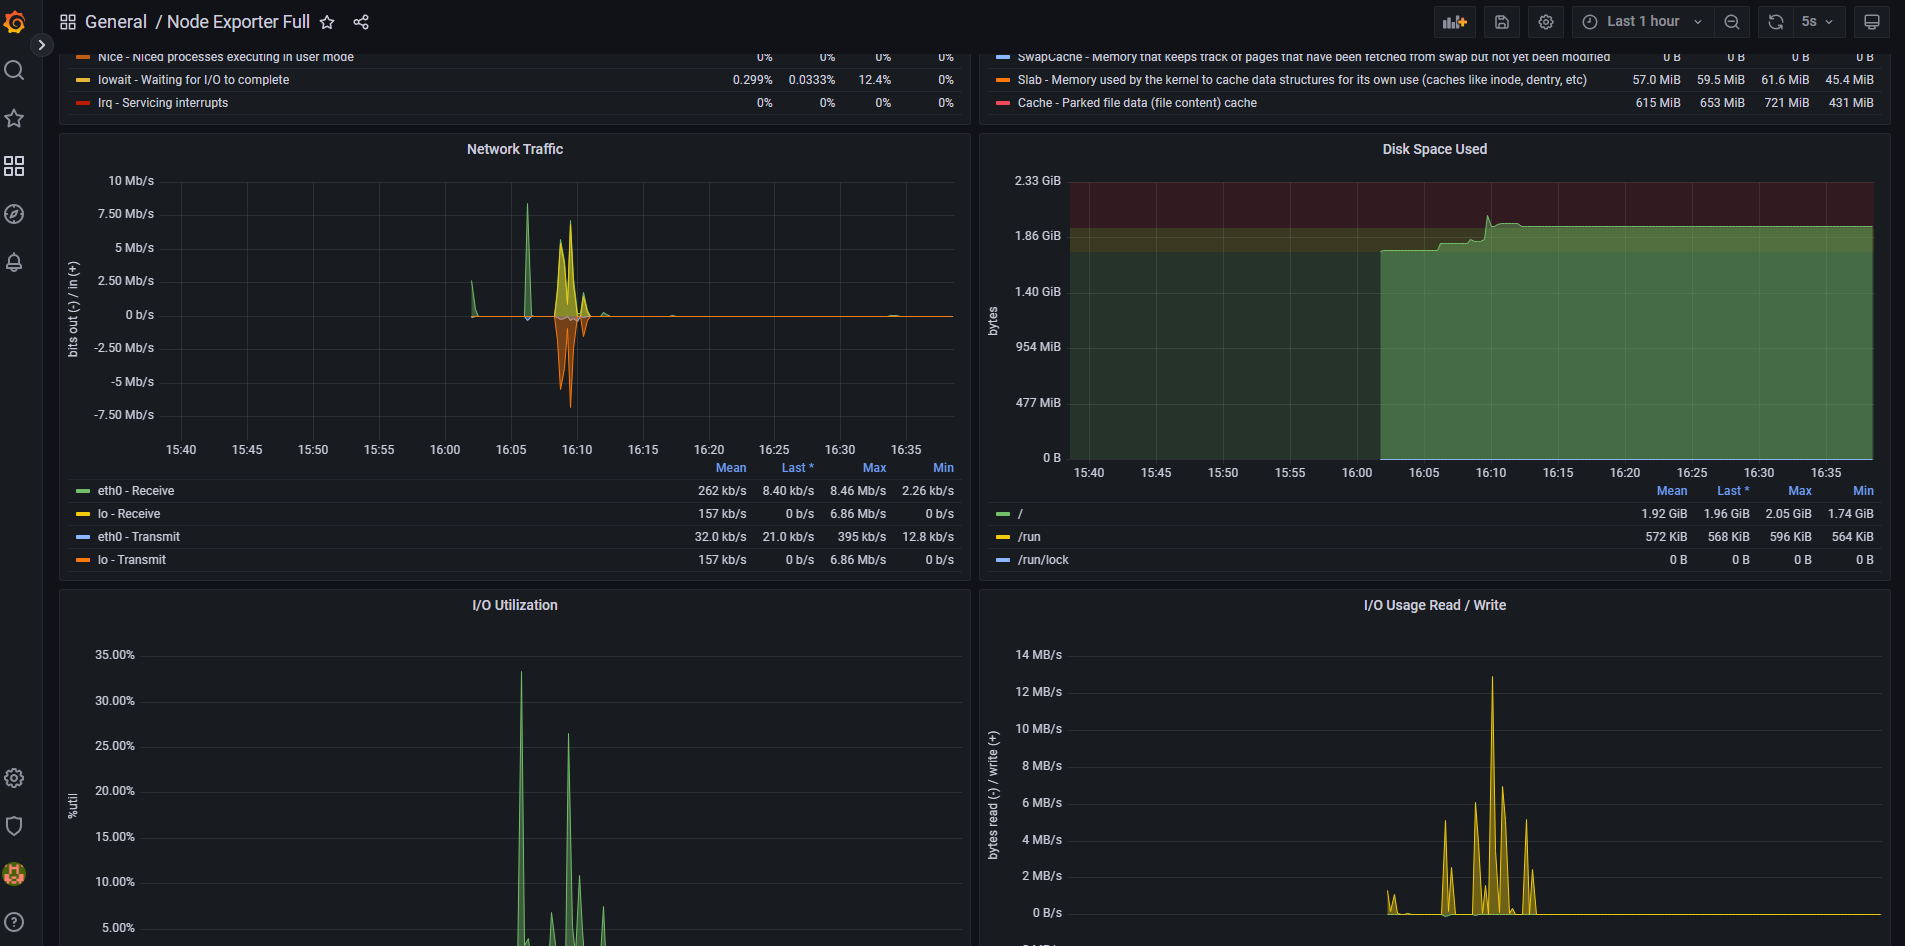 General / Node Exporter Full
Last 1 hour
5s
Nice - Niced processes executing in user mode 0% 0% 0% 0%
Iowait - Waiting for I/O to complete 0.299% 0.0333% 12.4% 0%
Irq - Servicing interrupts 0% 0% 0% 0%
SwapCache - Memory that keeps track of pages that have been fetched from swap but not yet been modified 0 B 0 B 0 B 0 B
Slab - Memory used by the kernel to cache data structures for its own use (caches like inode, dentry, etc) 57.0 MiB 59.5 MiB 61.6 MiB 45.4 MiB
Cache - Parked file data (file content) cache 615 MiB 653 MiB 721 MiB 431 MiB
Network Traffic
bits out (-) / in (+)
10 Mb/s
7.50 Mb/s
5 Mb/s
2.50 Mb/s
0 b/s
-2.50 Mb/s
-5 Mb/s
-7.50 Mb/s
15:40 15:45 15:50 15:55 16:00 16:05 16:10 16:15 16:20 16:25 16:30 16:35
Mean Last * Max Min
eth0 - Receive 262 kb/s 8.40 kb/s 8.46 Mb/s 2.26 kb/s
lo - Receive 157 kb/s 0 b/s 6.86 Mb/s 0 b/s
eth0 - Transmit 32.0 kb/s 21.0 kb/s 395 kb/s 12.8 kb/s
lo - Transmit 157 kb/s 0 b/s 6.86 Mb/s 0 b/s
Disk Space Used
bytes
2.33 GiB
1.86 GiB
1.40 GiB
954 MiB
477 MiB
0 B
15:40 15:45 15:50 15:55 16:00 16:05 16:10 16:15 16:20 16:25 16:30 16:35
Mean Last * Max Min
/ 1.92 GiB 1.96 GiB 2.05 GiB 1.74 GiB
/run 572 KiB 568 KiB 596 KiB 564 KiB
/run/lock 0 B 0 B 0 B 0 B
I/O Utilization
%util
35.00%
30.00%
25.00%
20.00%
15.00%
10.00%
5.00%
I/O Usage Read / Write
bytes read (-) / write (+)
14 MB/s
12 MB/s
10 MB/s
8 MB/s
6 MB/s
4 MB/s
2 MB/s
0 B/s